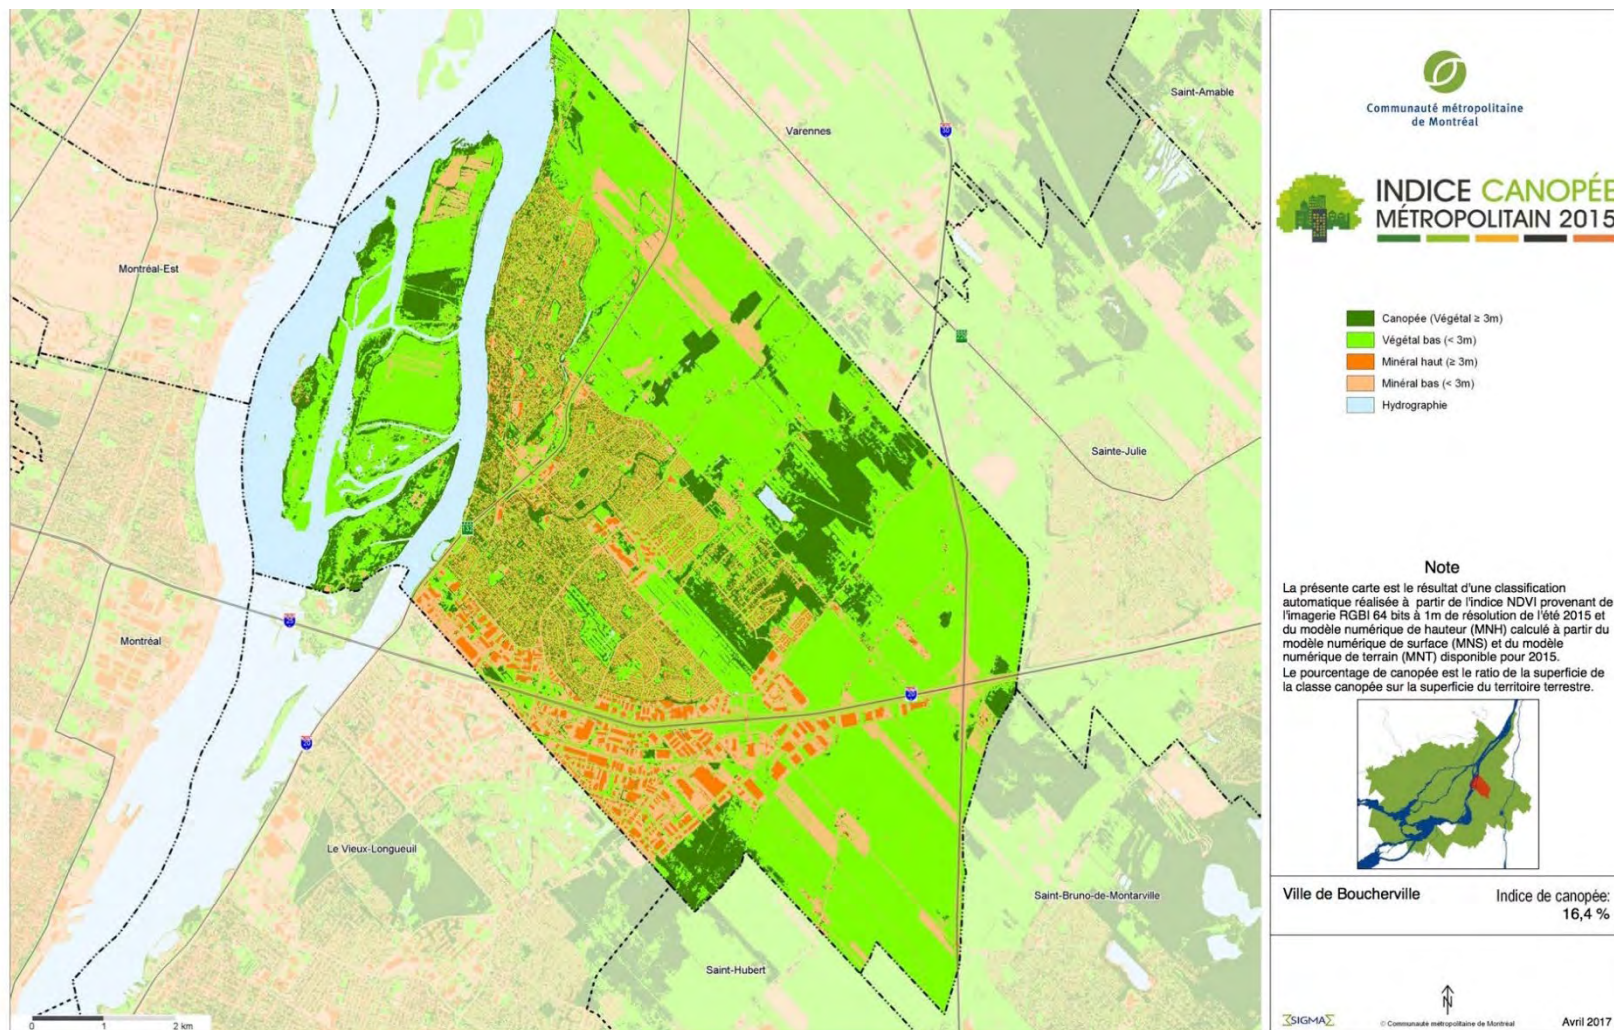 Saint-Amable
Varennes
30
Montréal-Est
Sainte-Julie
132
25
Montréal
20
20
Le Vieux-Longueuil
Saint-Bruno-de-Montarville
Saint-Hubert
0 1 2 km
Communauté métropolitaine
de Montréal
INDICE CANOPÉE
MÉTROPOLITAIN 2015
Canopée (Végétal ≥ 3m)
Végétal bas (< 3m)
Minéral haut (≥ 3m)
Minéral bas (< 3m)
Hydrographie
Note
La présente carte est le résultat d'une classification
automatique réalisée à partir de l'indice NDVI provenant de
l'imagerie RGBI 64 bits à 1m de résolution de l'été 2015 et
du modèle numérique de hauteur (MNH) calculé à partir du
modèle numérique de surface (MNS) et du modèle
numérique de terrain (MNT) disponible pour 2015.
Le pourcentage de canopée est le ratio de la superficie de
la classe canopée sur la superficie du territoire terrestre.
Ville de Boucherville
Indice de canopée:
16,4 %
N
SIGMA
© Communauté métropolitaine de Montréal
Avril 2017